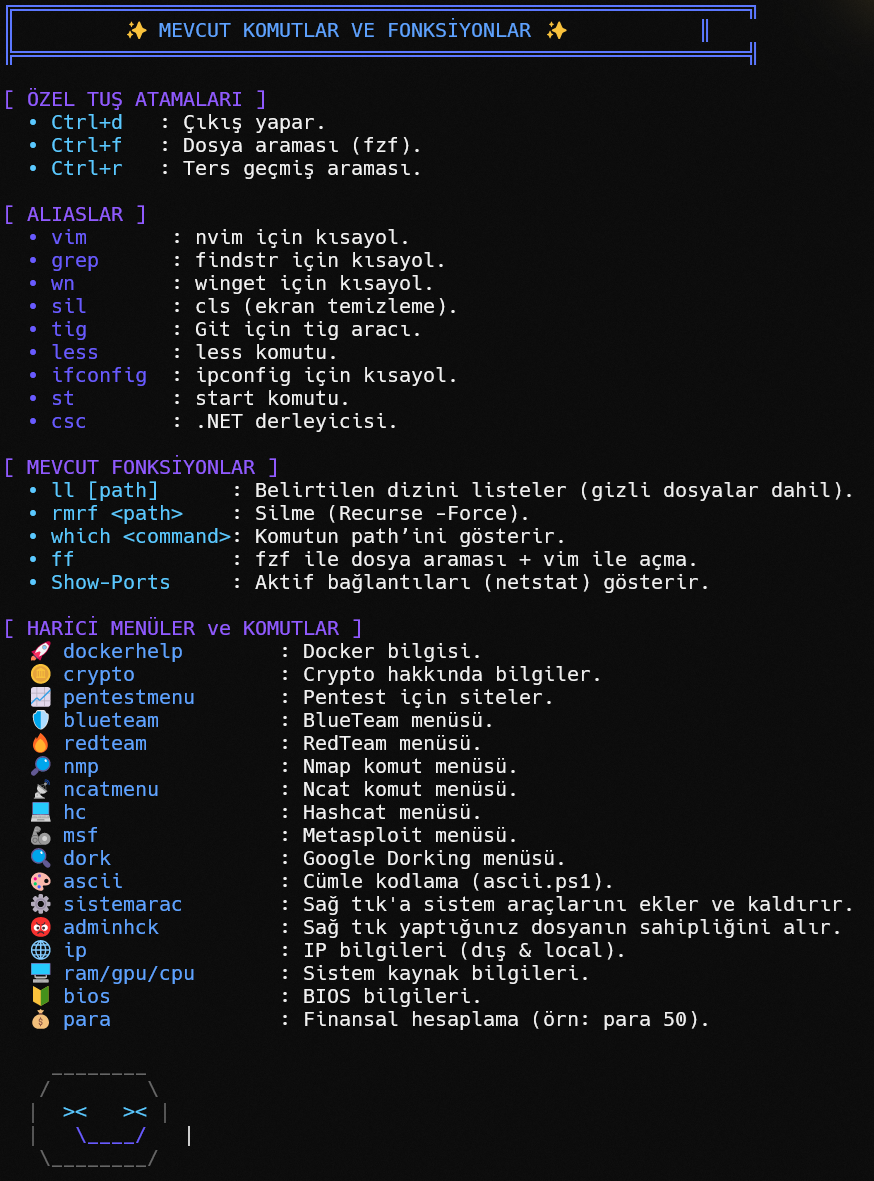 ✨ MEVCUT KOMUTLAR VE FONKSİYONLAR ✨
[ ÖZEL TUŞ ATAMALARI ]
• Ctrl+d : Çıkış yapar.
• Ctrl+f : Dosya araması (fzf).
• Ctrl+r : Ters geçmiş araması.
[ ALIASLAR ]
• vim : nvim için kısayol.
• grep : findstr için kısayol.
• wn : winget için kısayol.
• sil : cls (ekran temizleme).
• tig : Git için tig aracı.
• less : less komutu.
• ifconfig : ipconfig için kısayol.
• st : start komutu.
• csc : .NET derleyicisi.
[ MEVCUT FONKSİYONLAR ]
• ll [path] : Belirtilen dizini listeler (gizli dosyalar dahil).
• rmrf <path> : Silme (Recurse -Force).
• which <command>: Komutun path’ini gösterir.
• ff : fzf ile dosya araması + vim ile açma.
• Show-Ports : Aktif bağlantıları (netstat) gösterir.
[ HARİCİ MENÜLER ve KOMUTLAR ]
🚀 dockerhelp : Docker bilgisi.
🪙 crypto : Crypto hakkında bilgiler.
📈 pentestmenu : Pentest için siteler.
🛡️ blueteam : BlueTeam menüsü.
🔥 redteam : RedTeam menüsü.
🔎 nmp : Nmap komut menüsü.
📡 ncatmenu : Ncat komut menüsü.
💻 hc : Hashcat menüsü.
🦾 msf : Metasploit menüsü.
🔍 dork : Google Dorking menüsü.
🎨 ascii : Cümle kodlama (ascii.ps1).
⚙️ sistemarac : Sağ tık'a sistem araçlarını ekler ve kaldırır.
👹 adminhck : Sağ tık yaptığınız dosyanın sahipliğini alır.
🌐 ip : IP bilgileri (dış & local).
🖥️ ram/gpu/cpu : Sistem kaynak bilgileri.
🔰 bios : BIOS bilgileri.
💰 para : Finansal hesaplama (örn: para 50).
________
/ \
| >< >< |
| \____/ |
\________/